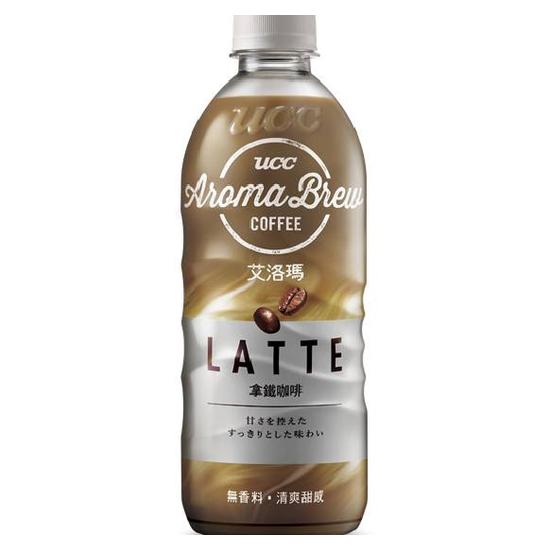 UCC
UCC
Aroma Brew
COFFEE
艾洛瑪
LATTE
拿鐵咖啡
甘さを控えた
すっきりとした味わい
無香料・清爽甜感